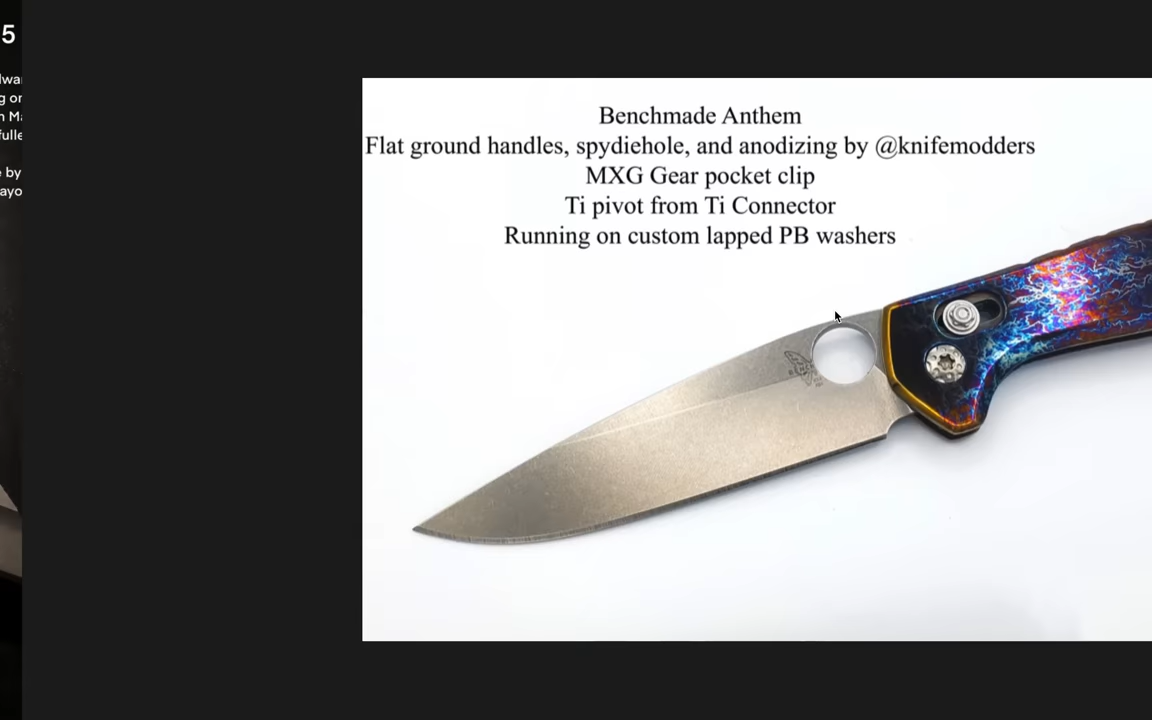 5
Benchmade Anthem
Flat ground handles, spydiehole, and anodizing by @knifemodders
MXG Gear pocket clip
Ti pivot from Ti Connector
Running on custom lapped PB washers